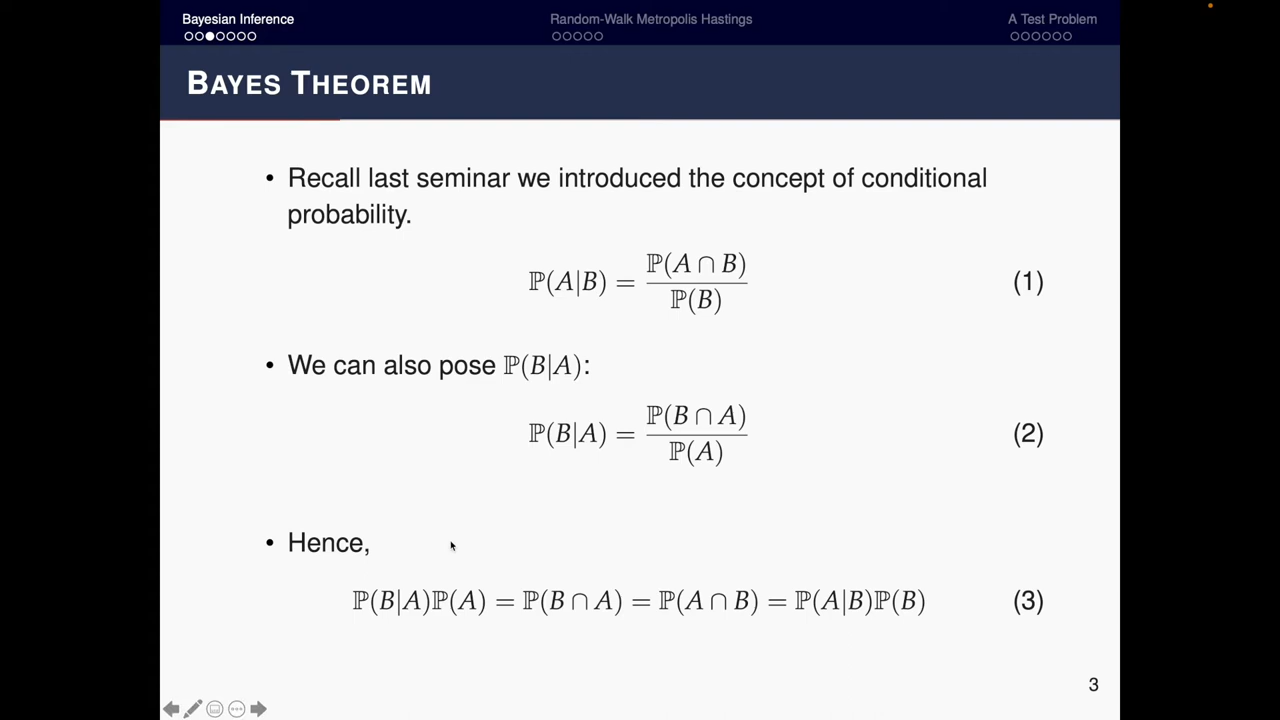 Bayesian Inference Random-Walk Metropolis Hastings A Test Problem
BAYES THEOREM
• Recall last seminar we introduced the concept of conditional
probability.
ℙ(A|B) = ℙ(A ∩ B) / ℙ(B) (1)
• We can also pose ℙ(B|A):
ℙ(B|A) = ℙ(B ∩ A) / ℙ(A) (2)
• Hence,
ℙ(B|A)ℙ(A) = ℙ(B ∩ A) = ℙ(A ∩ B) = ℙ(A|B)ℙ(B) (3)
3